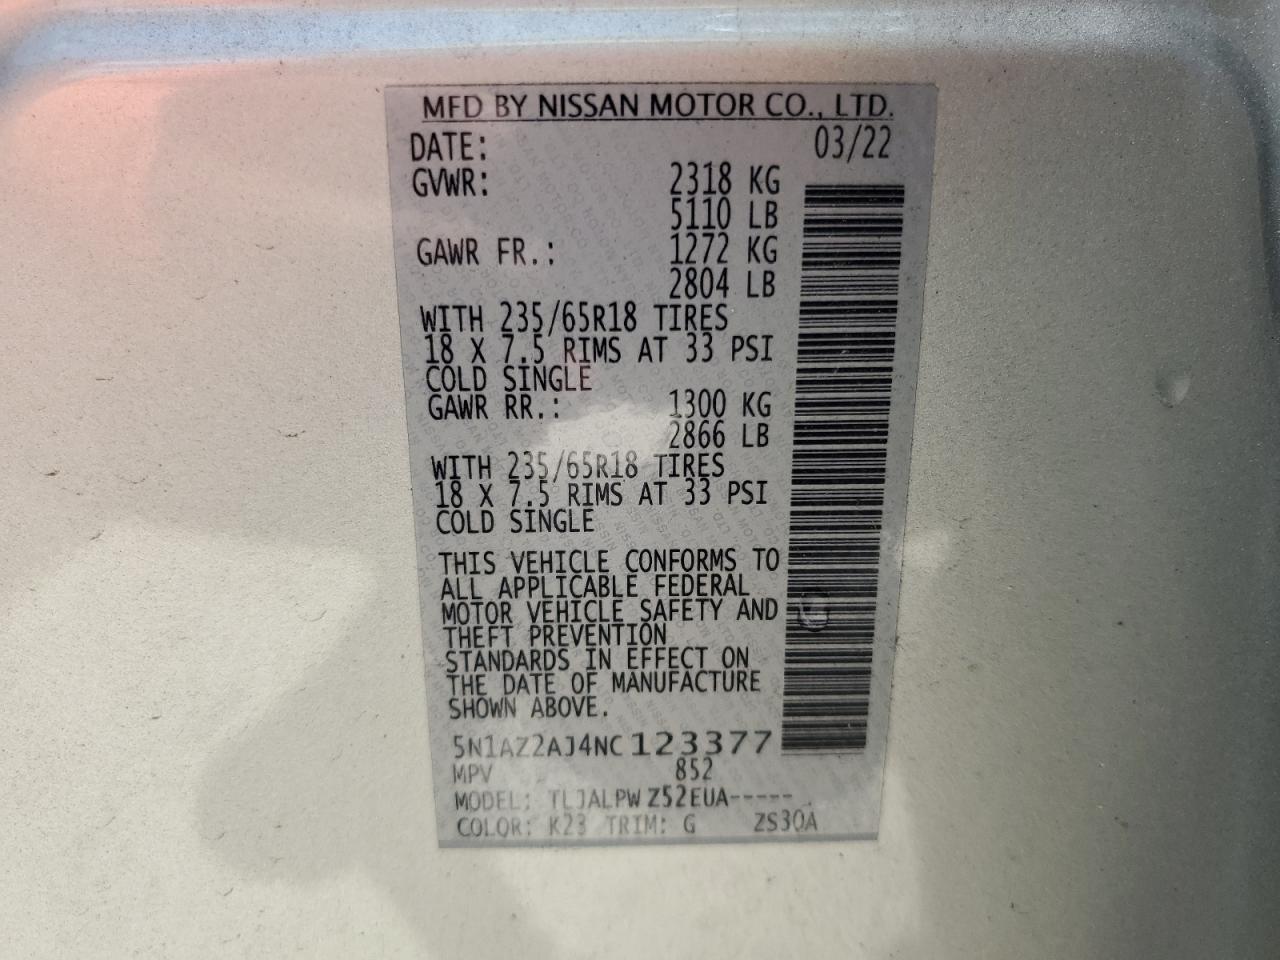 MFD BY NISSAN MOTOR CO., LTD.
DATE: 03/22
GVWR: 2318 KG
5110 LB
GAWR FR.: 1272 KG
2804 LB
WITH 235/65R18 TIRES
18 X 7.5 RIMS AT 33 PSI
COLD SINGLE
GAWR RR.: 1300 KG
2866 LB
WITH 235/65R18 TIRES
18 X 7.5 RIMS AT 33 PSI
COLD SINGLE
THIS VEHICLE CONFORMS TO
ALL APPLICABLE FEDERAL
MOTOR VEHICLE SAFETY AND
THEFT PREVENTION
STANDARDS IN EFFECT ON
THE DATE OF MANUFACTURE
SHOWN ABOVE.
5N1AZ2AJ4NC123377
MPV 852
MODEL: TLJALPW Z52EUA-----
COLOR: K23 TRIM: G ZS30A